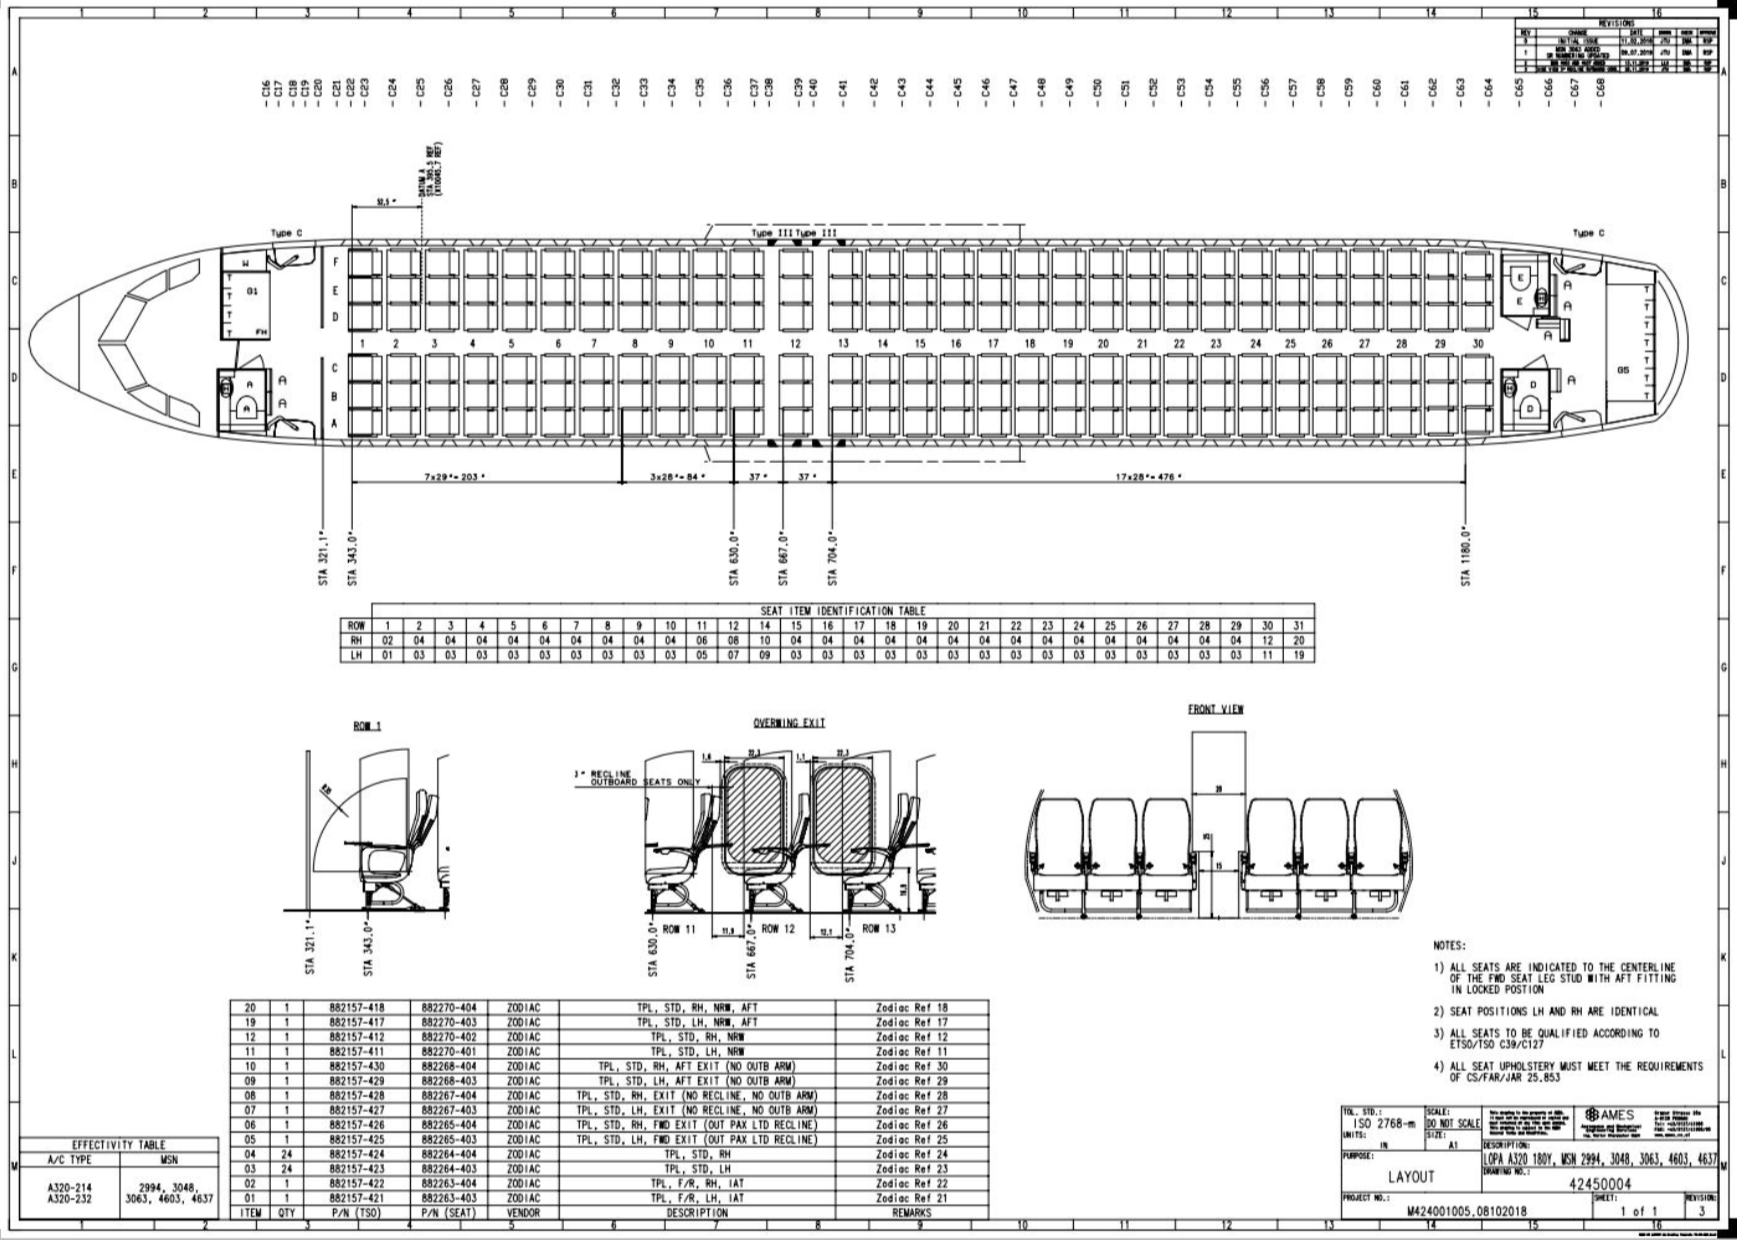 1 2 3 4 5 6 7 8 9 10 11 12 13 14 15 16
REVISIONS
REV CHANGE DATE
0 INITIAL ISSUE 11.02.2019 JTU
1 MSN 3063 ADDED
A A
C16 C17 C18 C19 C20 C21 C22 C23 C24 C25 C26 C27 C28 C29 C30 C31 C32 C33 C34 C35 C36 C37 C38 C39 C40 C41 C42 C43 C44 C45 C46 C47 C48 C49 C50 C51 C52 C53 C54 C55 C56 C57 C58 C59 C60 C61 C62 C63 C64 C65 C66 C67 C68
B B
DATUM A
STA 395.5 REF
52,5 "
Type C Type III Type III Type C
W F
T G1 E
T D
FH
C C
1 2 3 4 5 6 7 8 9 10 11 12 13 14 15 16 17 18 19 20 21 22 23 24 25 26 27 28 29 30
E E A A A
D D
A A A A C B A
D D A G5
T T T T T T T T
E E
7x29"= 203 " 3x28"= 84 " 37 " 37 " 17x28"= 476 "
STA 321.1" STA 343.0" STA 630.0" STA 667.0" STA 704.0" STA 1180.0"
F F
SEAT ITEM IDENTIFICATION TABLE
ROW 1 2 3 4 5 6 7 8 9 10 11 12 14 15 16 17 18 19 20 21 22 23 24 25 26 27 28 29 30 31
RH 02 04 04 04 04 04 04 04 04 04 06 08 10 04 04 04 04 04 04 04 04 04 04 04 04 04 04 04 12 20
LH 01 03 03 03 03 03 03 03 03 03 05 07 09 03 03 03 03 03 03 03 03 03 03 03 03 03 03 03 11 19
G G
ROW 1 OVERWING EXIT FRONT VIEW
H H
1,6 22,3 1,1 22,3
3" RECLINE
OUTBOARD SEATS ONLY
20
15
J J
ROW 11 ROW 12 ROW 13
11,9 12,1
STA 321.1" STA 343.0" STA 630.0" STA 667.0" STA 704.0"
K K
NOTES:
1) ALL SEATS ARE INDICATED TO THE CENTERLINE
OF THE FWD SEAT LEG STUD WITH AFT FITTING
IN LOCKED POSTION
2) SEAT POSITIONS LH AND RH ARE IDENTICAL
3) ALL SEATS TO BE QUALIFIED ACCORDING TO
ETSO/TSO C39/C127
4) ALL SEAT UPHOLSTERY MUST MEET THE REQUIREMENTS
OF CS/FAR/JAR 25.853
20 1 882157-418 882270-404 ZODIAC TPL, STD, RH, NRW, AFT Zodiac Ref 18
19 1 882157-417 882270-403 ZODIAC TPL, STD, LH, NRW, AFT Zodiac Ref 17
12 1 882157-412 882270-402 ZODIAC TPL, STD, RH, NRW Zodiac Ref 12
11 1 882157-411 882270-401 ZODIAC TPL, STD, LH, NRW Zodiac Ref 11
10 1 882157-430 882268-404 ZODIAC TPL, STD, RH, AFT EXIT (NO OUTB ARM) Zodiac Ref 30
09 1 882157-429 882268-403 ZODIAC TPL, STD, LH, AFT EXIT (NO OUTB ARM) Zodiac Ref 29
08 1 882157-428 882267-404 ZODIAC TPL, STD, RH, EXIT (NO RECLINE, NO OUTB ARM) Zodiac Ref 28
07 1 882157-427 882267-403 ZODIAC TPL, STD, LH, EXIT (NO RECLINE, NO OUTB ARM) Zodiac Ref 27
06 1 882157-426 882265-404 ZODIAC TPL, STD, RH, FWD EXIT (OUT PAX LTD RECLINE) Zodiac Ref 26
05 1 882157-425 882265-403 ZODIAC TPL, STD, LH, FWD EXIT (OUT PAX LTD RECLINE) Zodiac Ref 25
04 24 882157-424 882264-404 ZODIAC TPL, STD, RH Zodiac Ref 24
03 24 882157-423 882264-403 ZODIAC TPL, STD, LH Zodiac Ref 23
02 1 882157-422 882263-404 ZODIAC TPL, F/R, RH, IAT Zodiac Ref 22
01 1 882157-421 882263-403 ZODIAC TPL, F/R, LH, IAT Zodiac Ref 21
ITEM QTY P/N (TSO) P/N (SEAT) VENDOR DESCRIPTION REMARKS
L L
EFFECTIVITY TABLE
A/C TYPE MSN
A320-214 2994, 3048,
A320-232 3063, 4603, 4637
M M
TOL. STD.: ISO 2768-m
SCALE: DO NOT SCALE
AMES
UNITS: IN
SIZE: A1
DESCRIPTION:
LOPA A320 180Y, MSN 2994, 3048, 3063, 4603, 4637
PURPOSE: LAYOUT
DRAWING NO.: 42450004
PROJECT NO.: M424001005.08102018
SHEET: 1 of 1
REVISION: 3
1 2 3 4 5 6 7 8 9 10 11 12 13 14 15 16